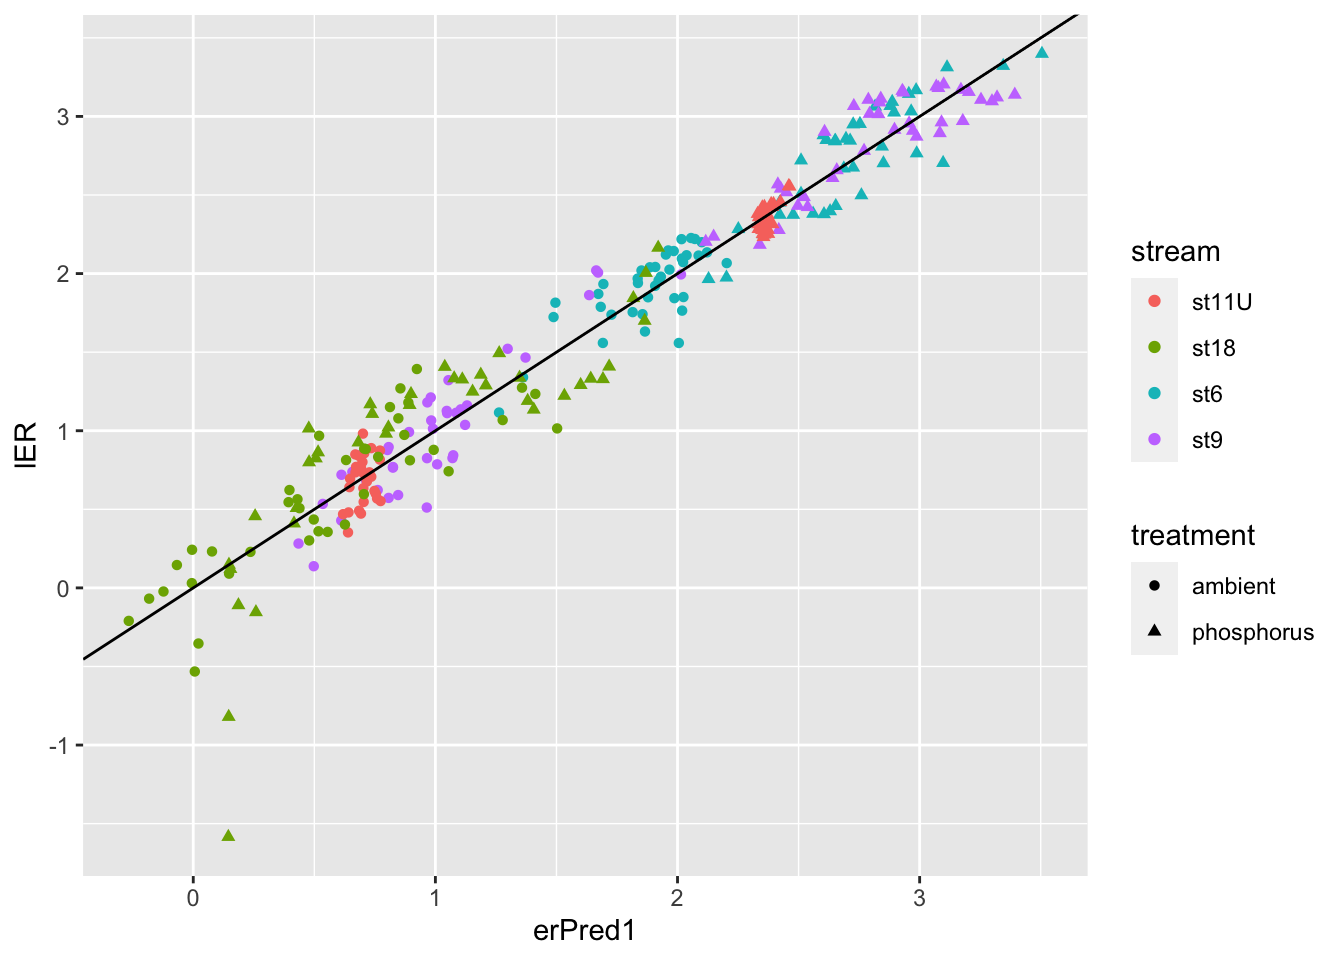 3
2
1
0
-1
lER
0 1 2 3
erPred1
stream
st11U
st18
st6
st9
treatment
ambient
phosphorus